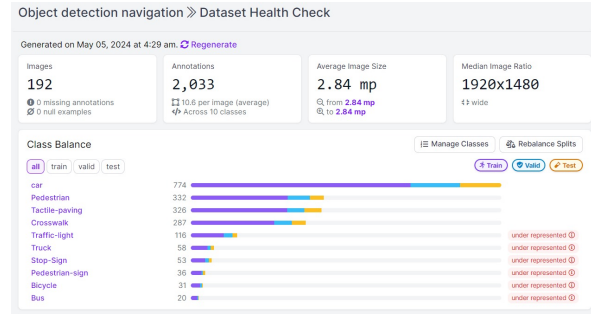 Object detection navigation » Dataset Health Check
Generated on May 05, 2024 at 4:29 am. Regenerate
Images
192
0 missing annotations
0 null examples
Annotations
2,033
10.6 per image (average)
Across 10 classes
Average Image Size
2.84 mp
from 2.84 mp
to 2.84 mp
Median Image Ratio
1920x1480
wide
Class Balance
Manage Classes
Rebalance Splits
all train valid test
Train Valid Test
car 774
Pedestrian 332
Tactile-paving 326
Crosswalk 287
Traffic-light 116 under represented
Truck 58 under represented
Stop-Sign 53 under represented
Pedestrian-sign 36 under represented
Bicycle 31 under represented
Bus 20 under represented